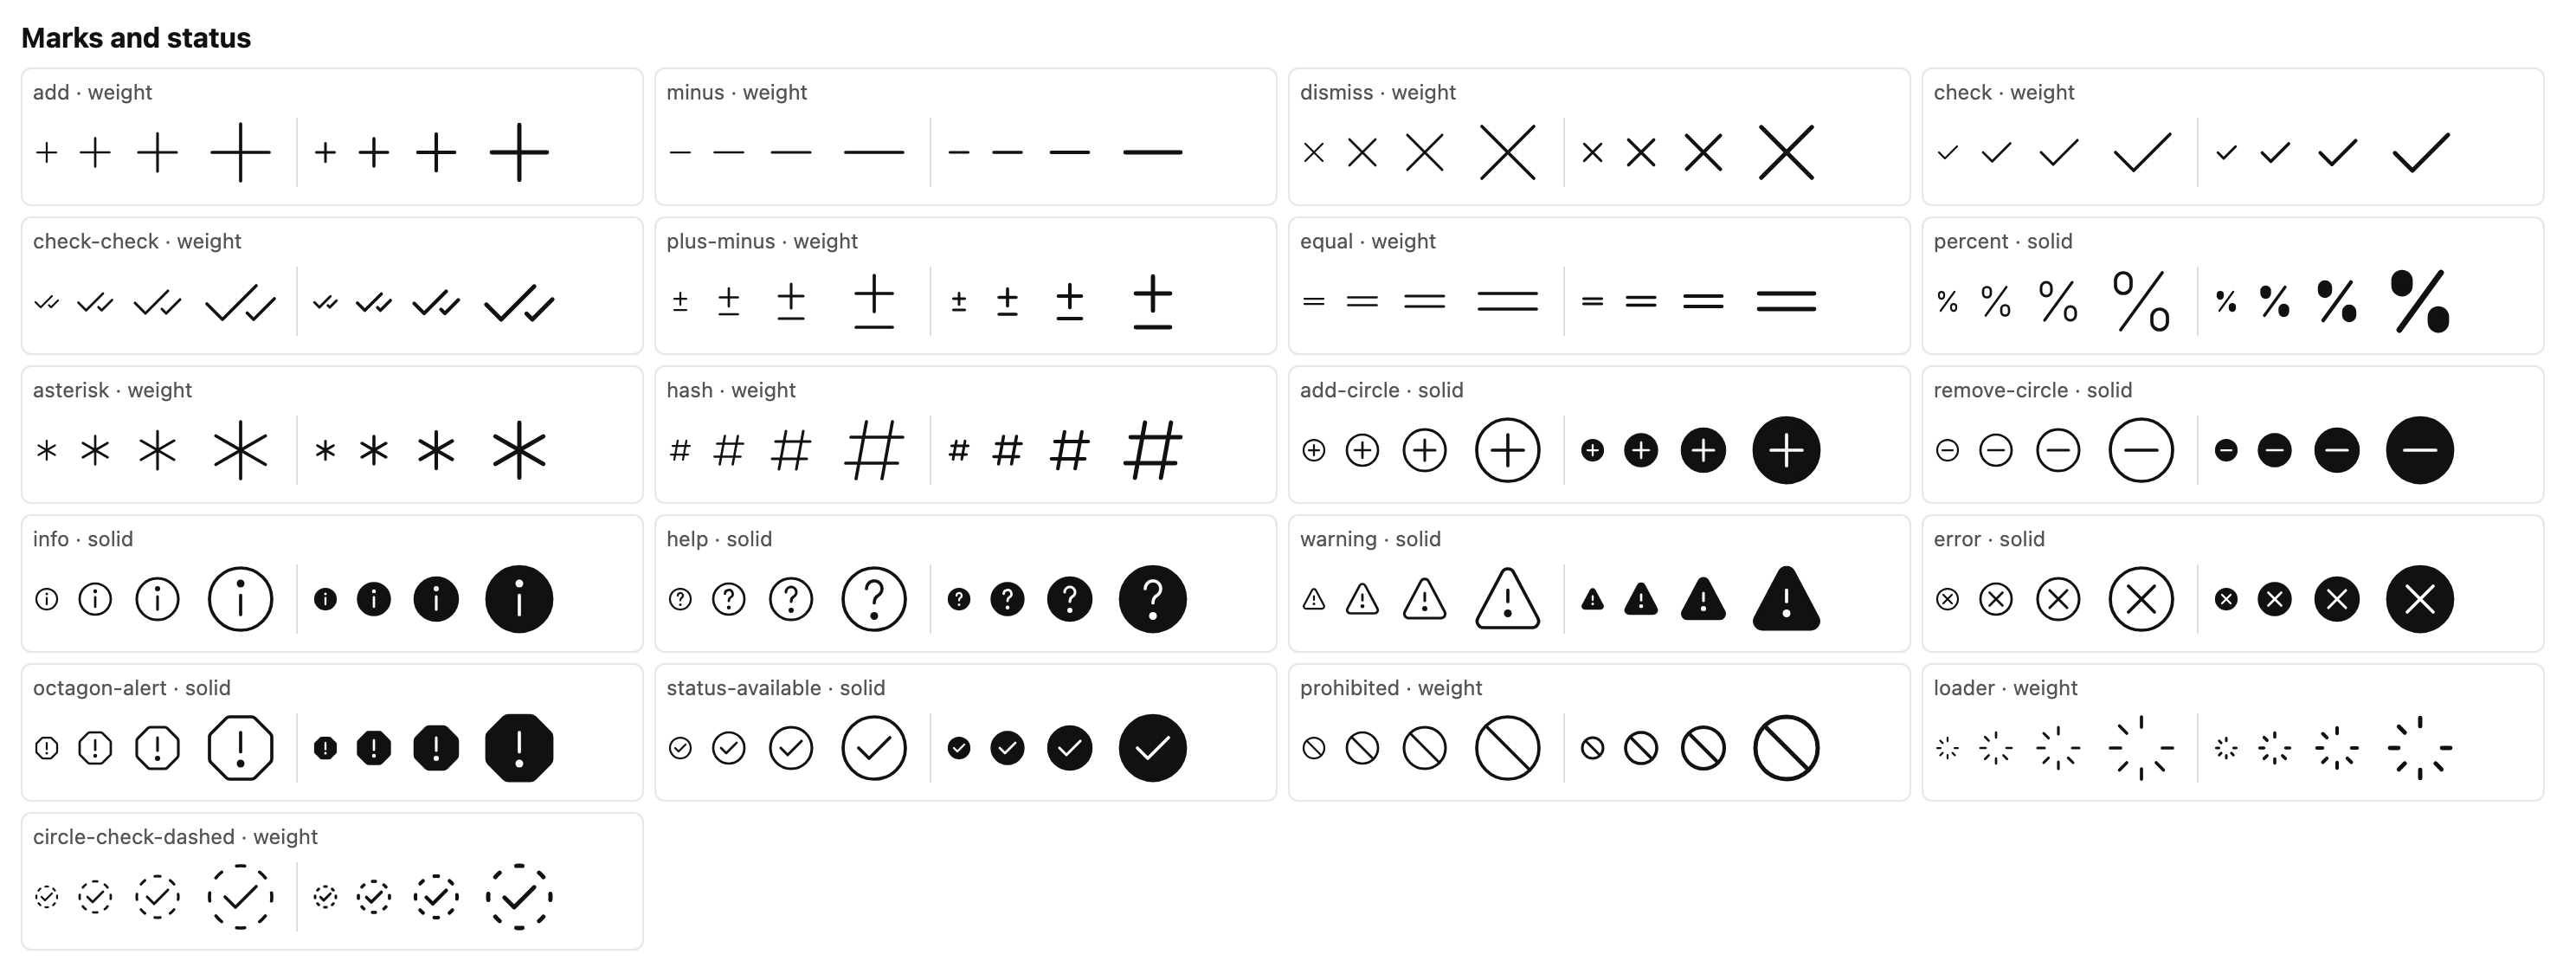 Marks and status
add · weight
minus · weight
dismiss · weight
check · weight
check-check · weight
plus-minus · weight
equal · weight
percent · solid
asterisk · weight
hash · weight
add-circle · solid
remove-circle · solid
info · solid
help · solid
warning · solid
error · solid
octagon-alert · solid
status-available · solid
prohibited · weight
loader · weight
circle-check-dashed · weight